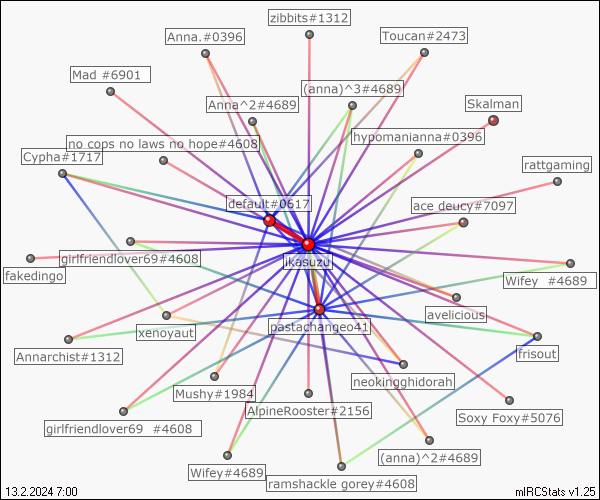 zibbits#1312
Anna.#0396
Toucan#2473
Mad #6901
(anna)^3#4689
Anna^2#4689
Skalman
hypomanianna#0396
no cops no laws no hope#4608
Cypha#1717
rattgaming
default#0617
ace deucy#7097
girlfriendlover69#4608
jikasuzu
fakedingo
Wifey #4689
avelicious
xenoyaut
pastachangeo41
frisout
Annarchist#1312
neokingghidorah
Mushy#1984
AlpineRooster#2156
Soxy Foxy#5076
girlfriendlover69 #4608
(anna)^2#4689
Wifey#4689
ramshackle gorey#4608
13.2.2024 7:00
mIRCStats v1.25